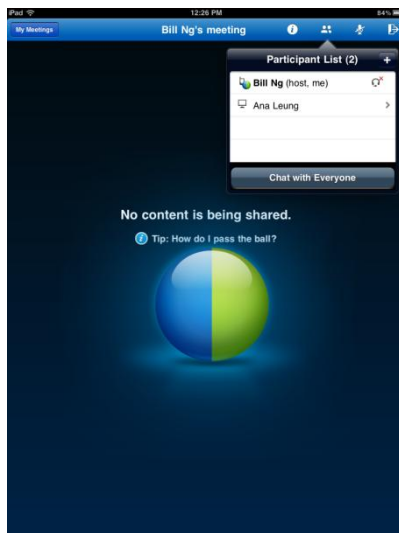 iPad 12:26 PM 84%
My Meetings Bill Ng's meeting
Participant List (2) +
Bill Ng (host, me)
Ana Leung
Chat with Everyone
No content is being shared.
Tip: How do I pass the ball?